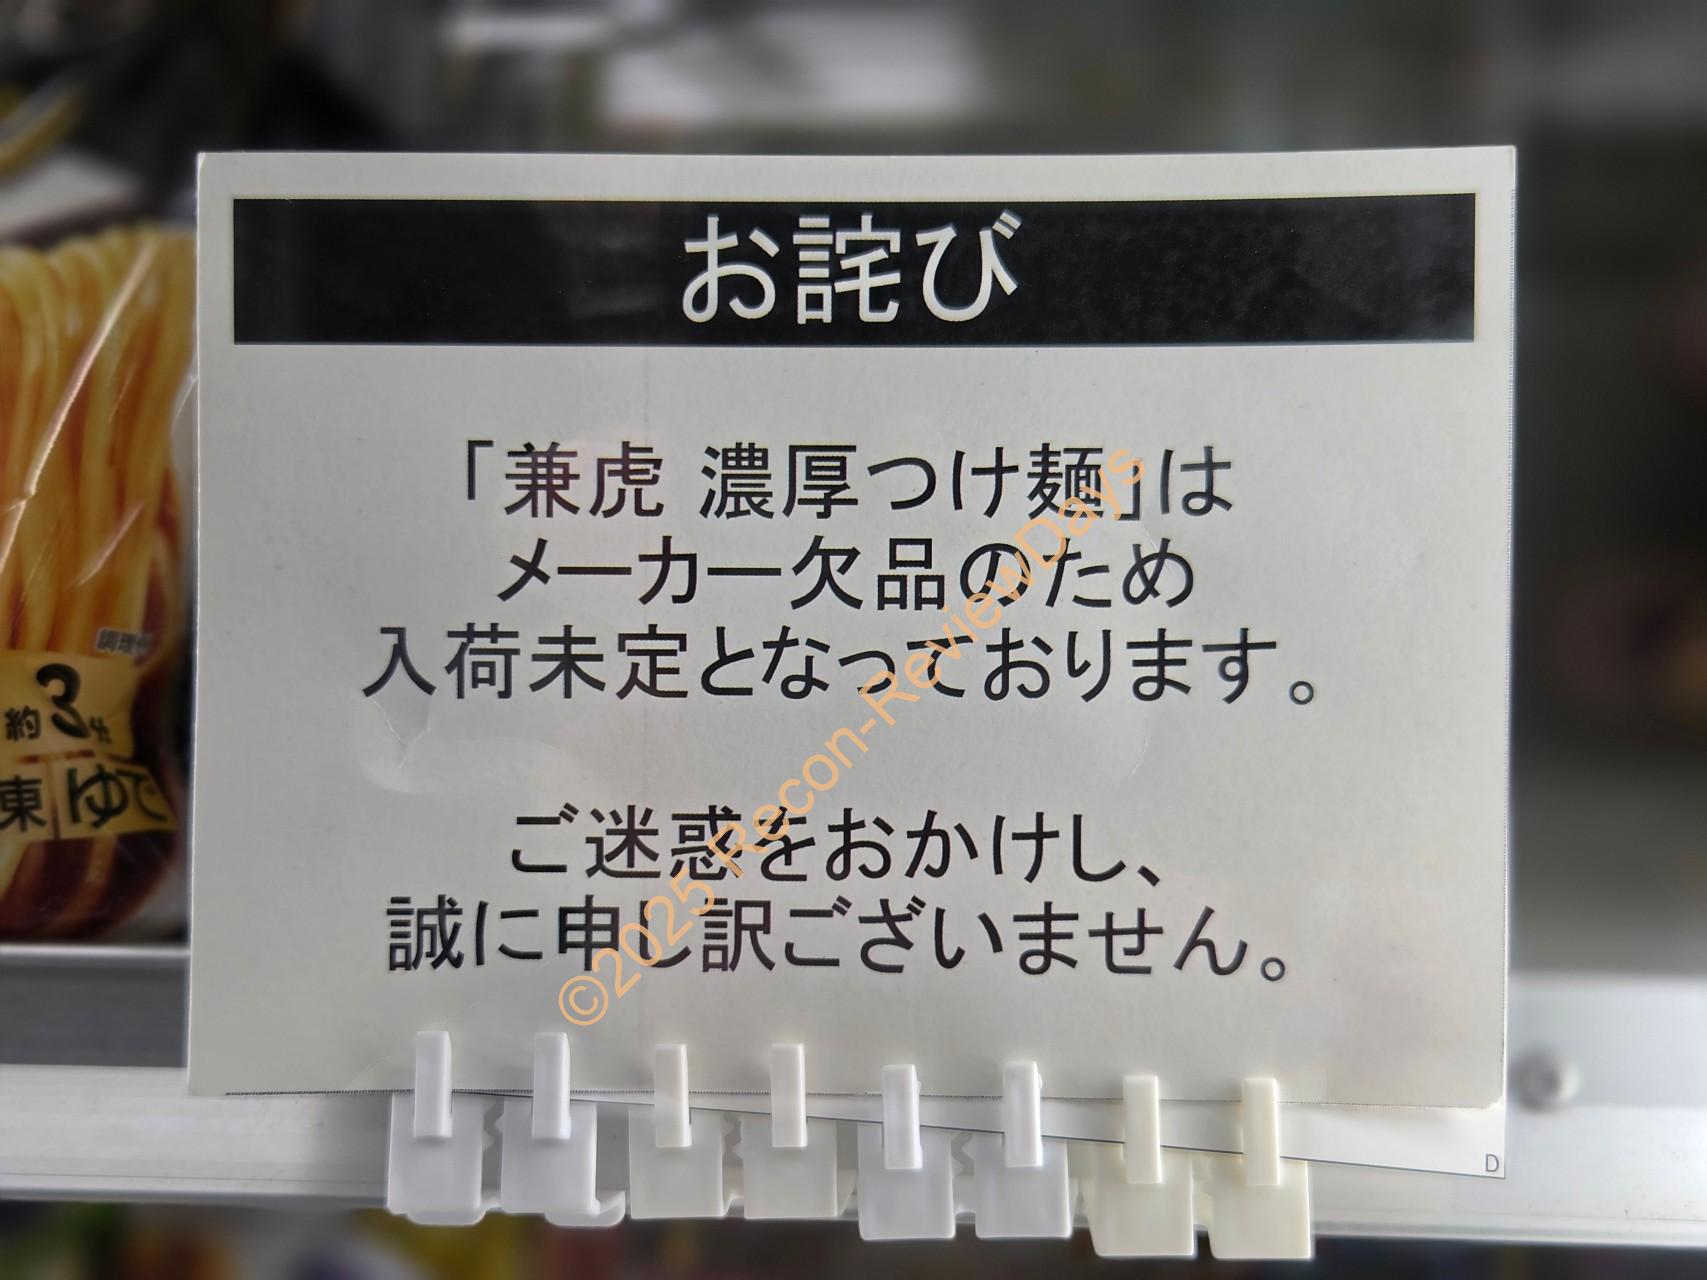 お詫び
「兼虎 濃厚つけ麺」は
メーカー欠品のため
入荷未定となっております。
ご迷惑をおかけし、
誠に申し訳ございません。
©2025 Recon-ReviewDays
調理
約3分
東 ゆで
D